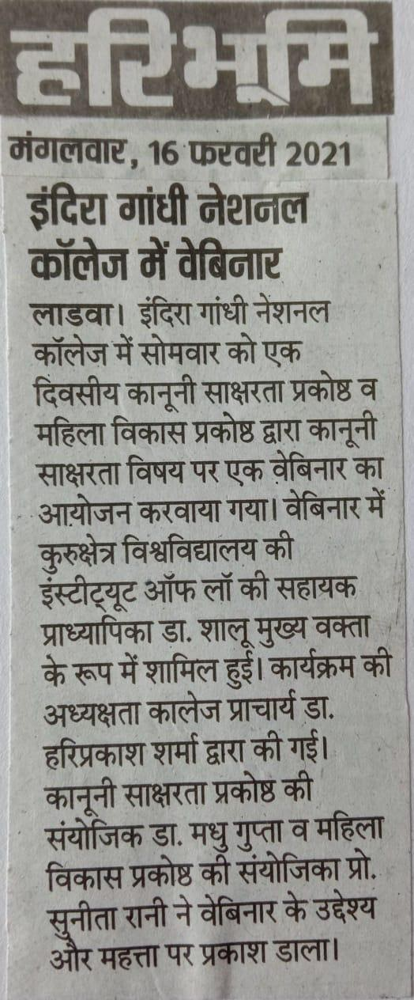 हरिभूमि
मंगलवार, 16 फरवरी 2021
इंदिरा गांधी नेशनल
कॉलेज में वेबिनार
लाडवा। इंदिरा गांधी नेशनल
कॉलेज में सोमवार को एक
दिवसीय कानूनी साक्षरता प्रकोष्ठ व
महिला विकास प्रकोष्ठ द्वारा कानूनी
साक्षरता विषय पर एक वेबिनार का
आयोजन करवाया गया। वेबिनार में
कुरुक्षेत्र विश्वविद्यालय की
इंस्टीट्यूट ऑफ लॉ की सहायक
प्राध्यापिका डा. शालू मुख्य वक्ता
के रूप में शामिल हुई। कार्यक्रम की
अध्यक्षता कालेज प्राचार्य डा.
हरिप्रकाश शर्मा द्वारा की गई।
कानूनी साक्षरता प्रकोष्ठ की
संयोजिक डा. मधु गुप्ता व महिला
विकास प्रकोष्ठ की संयोजिका प्रो.
सुनीता रानी ने वेबिनार के उद्देश्य
और महत्ता पर प्रकाश डाला।